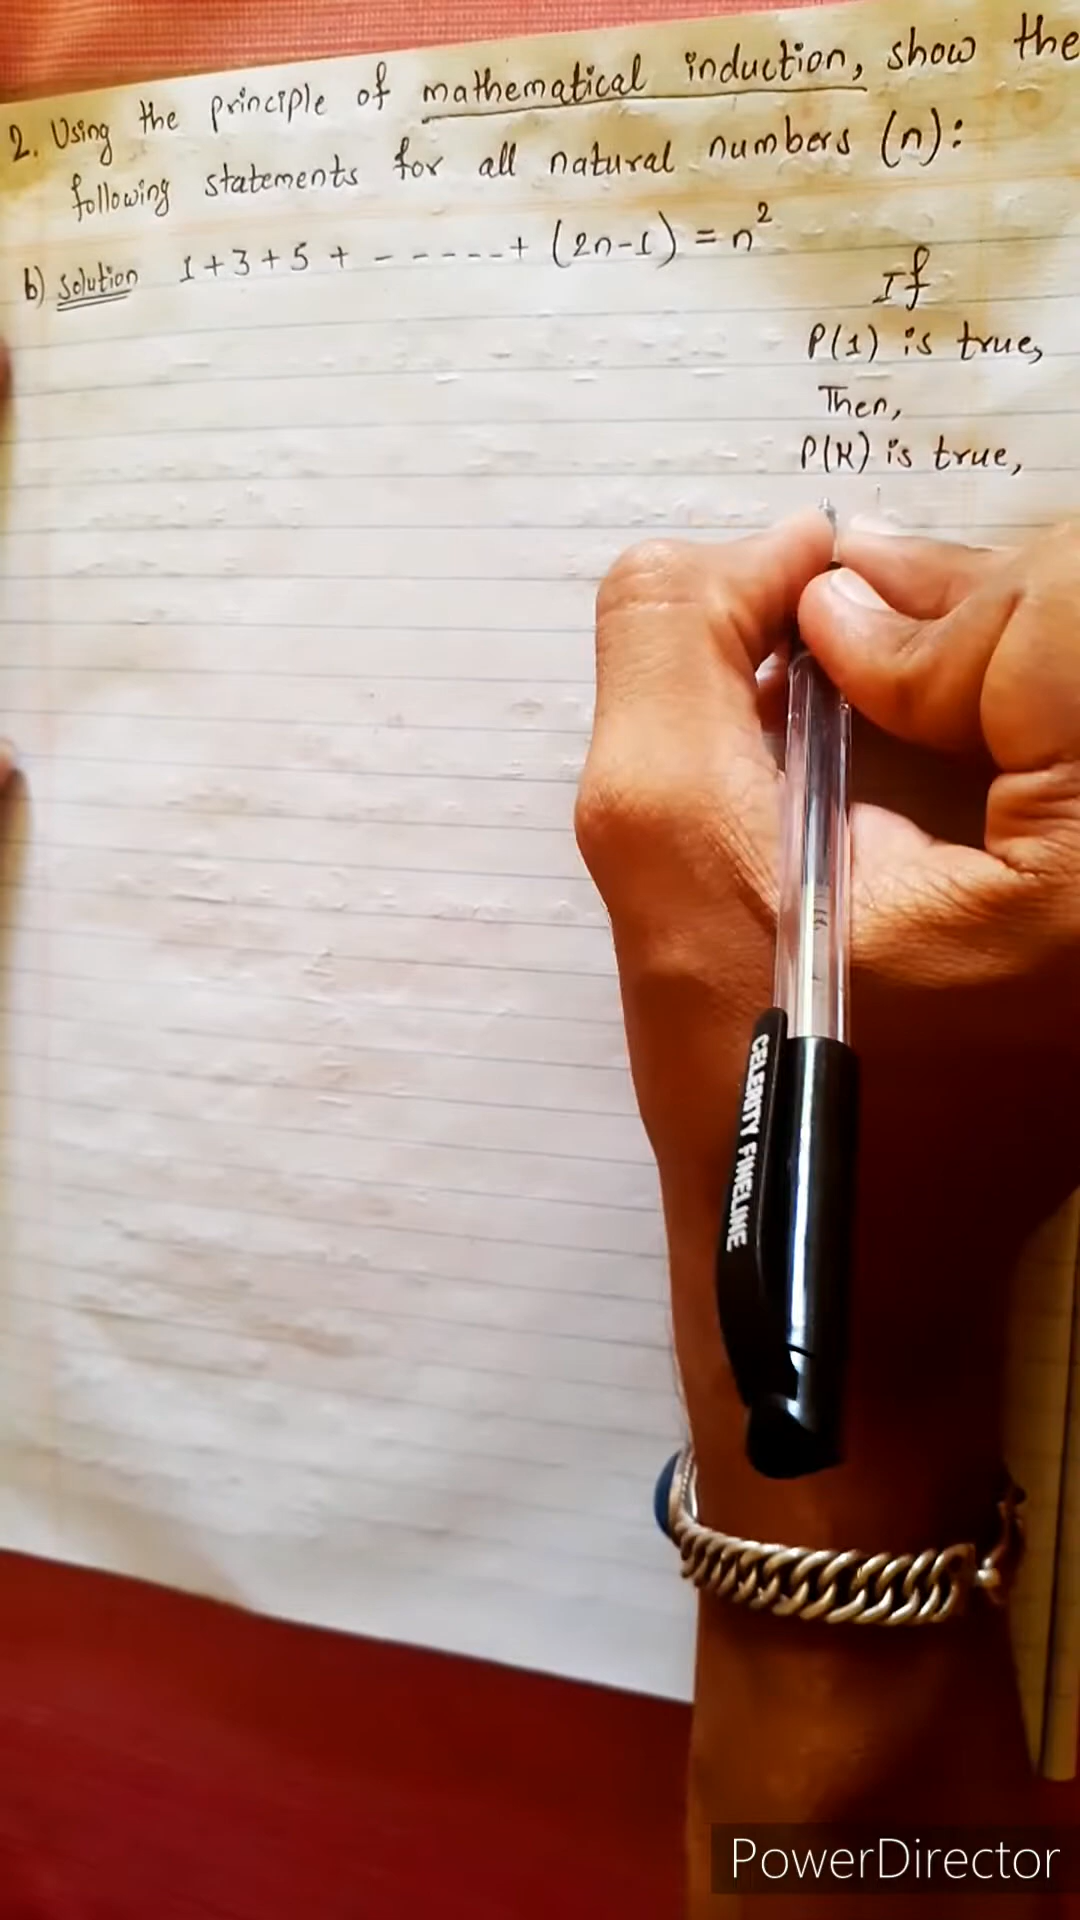 2. Using the principle of mathematical induction, show the
following statements for all natural numbers (n):
b) solution 1+3+5 + - - - - - + (2n-1) = n²
If
P(1) is true,
Then,
P(K) is true,
CELERITY FINELINE
PowerDirector